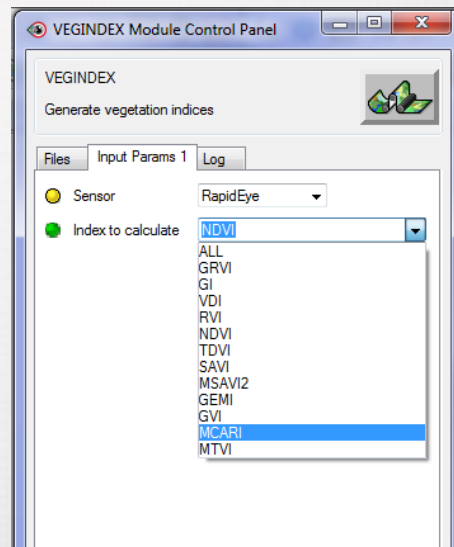 VEGINDEX Module Control Panel
VEGINDEX
Generate vegetation indices
Files Input Params 1 Log
Sensor RapidEye
Index to calculate NDVI
ALL
GRVI
GI
VDI
RVI
NDVI
TDVI
SAVI
MSAVI2
GEMI
GVI
MCARI
MTVI